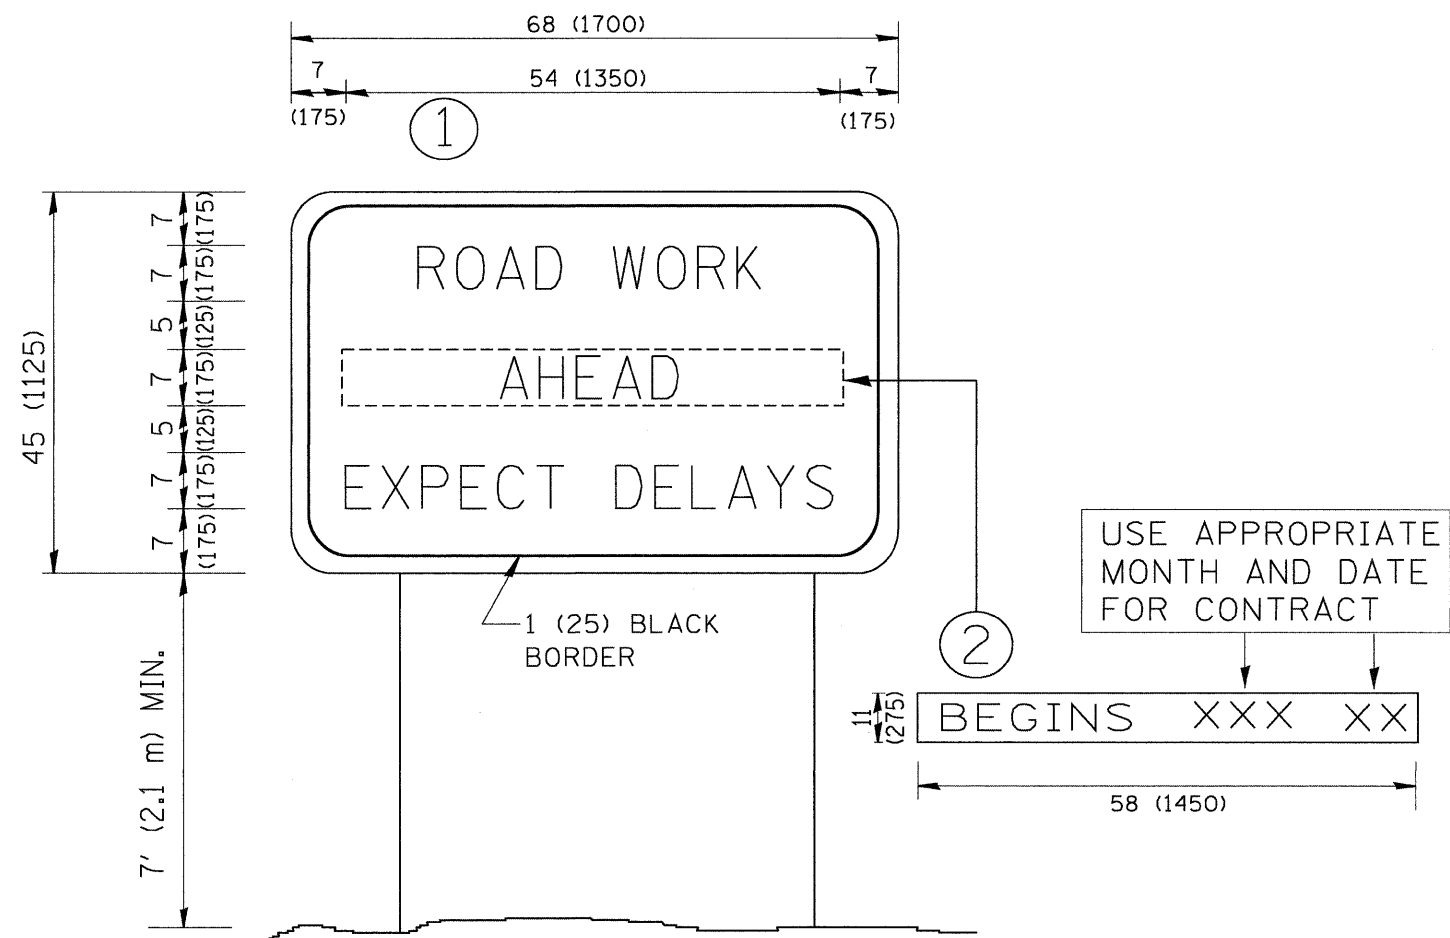 68 (1700)
7
54 (1350)
7
(175)
(175)
1
7
(175)
7
(175)
5
(125)
7
(175)
5
(125)
7
(175)
7
(175)
45 (1125)
ROAD WORK
AHEAD
EXPECT DELAYS
1 (25) BLACK
BORDER
7' (2.1 m) MIN.
2
USE APPROPRIATE
MONTH AND DATE
FOR CONTRACT
11
(275)
BEGINS XXX XX
58 (1450)